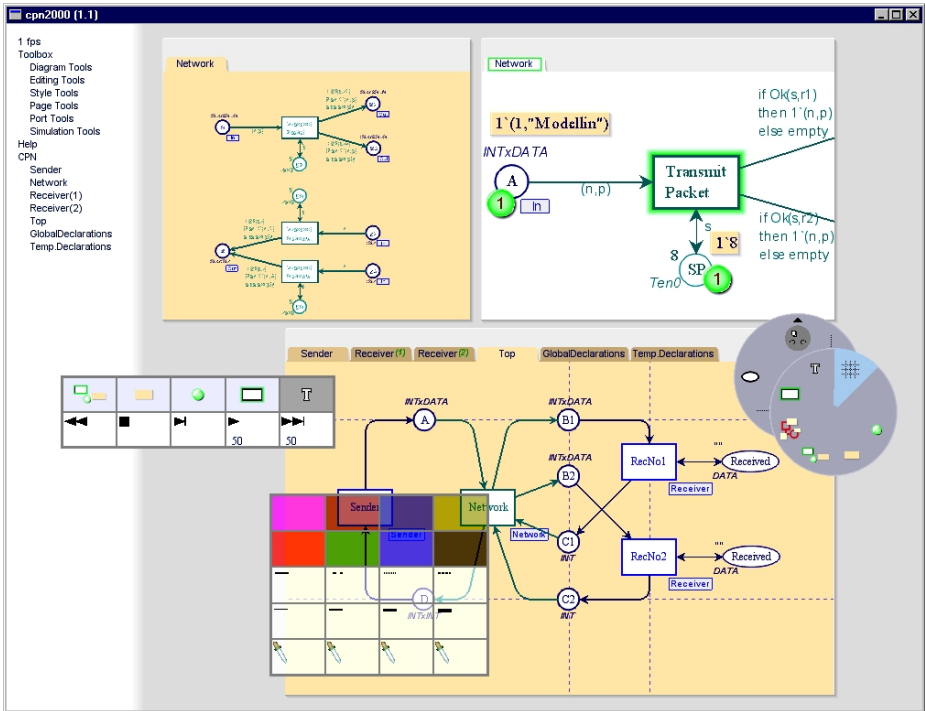 cpn2000 (1.1)
1 fps
Toolbox
Diagram Tools
Editing Tools
Style Tools
Page Tools
Port Tools
Simulation Tools
Help
CPN
Sender
Network
Receiver(1)
Receiver(2)
Top
GlobalDeclarations
Temp.Declarations
Network
Network
1`(1,"Modellin")
INTxDATA
A
1
In
(n,p)
Transmit
Packet
if Ok(s,r1)
then 1`(n,p)
else empty
if Ok(s,r2)
then 1`(n,p)
else empty
s
1`8
8
SP
1
Ten0
Sender
Receiver(1)
Receiver(2)
Top
GlobalDeclarations
Temp.Declarations
T
50
50
T
INTxDATA
A
INTxDATA
B1
INTxDATA
B2
RecNo1
""
Received
DATA
Receiver
Sender
Sender
Network
Network
C1
INT
RecNo2
""
Received
DATA
Receiver
D
INTxINT
C2
INT